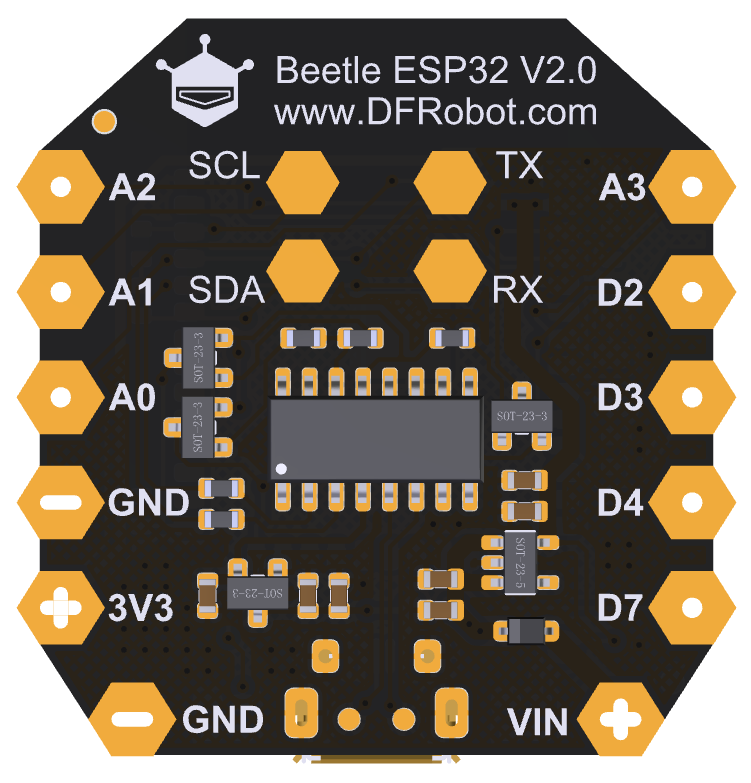 Beetle ESP32 V2.0
www.DFRobot.com
SCL TX
A2 A3
SDA RX
A1 D2
SOT-23-3
A0 D3
SOT-23-3
SOT-23-3
GND D4
SOT-23-5
SOT-23-3
3V3 D7
GND VIN